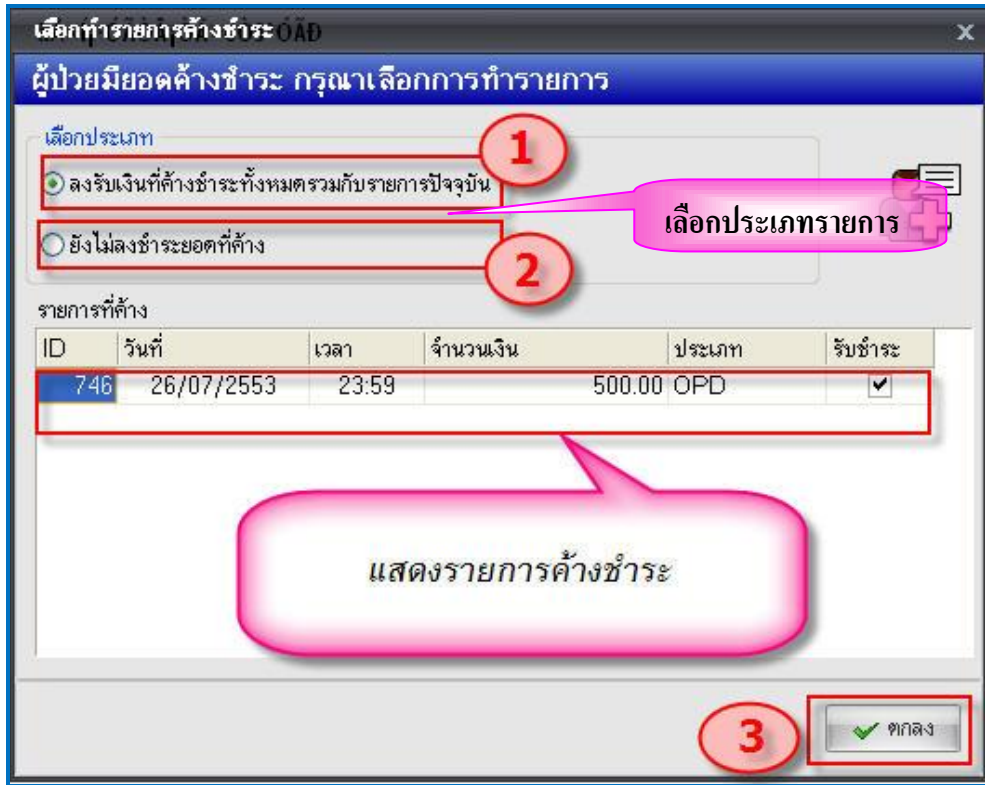 เลือกทำรายการค้างชำระ
ผู้ป่วยมียอดค้างชำระ กรุณาเลือกการทำรายการ
เลือกประเภท
1
ลงรับเงินที่ค้างชำระทั้งหมดรวมกับรายการปัจจุบัน
เลือกประเภทรายการ
ยังไม่ลงชำระยอดที่ค้าง
2
รายการที่ค้าง
ID วันที่ เวลา จำนวนเงิน ประเภท รับชำระ
746 26/07/2553 23:59 500.00 OPD
แสดงรายการค้างชำระ
3 ตกลง